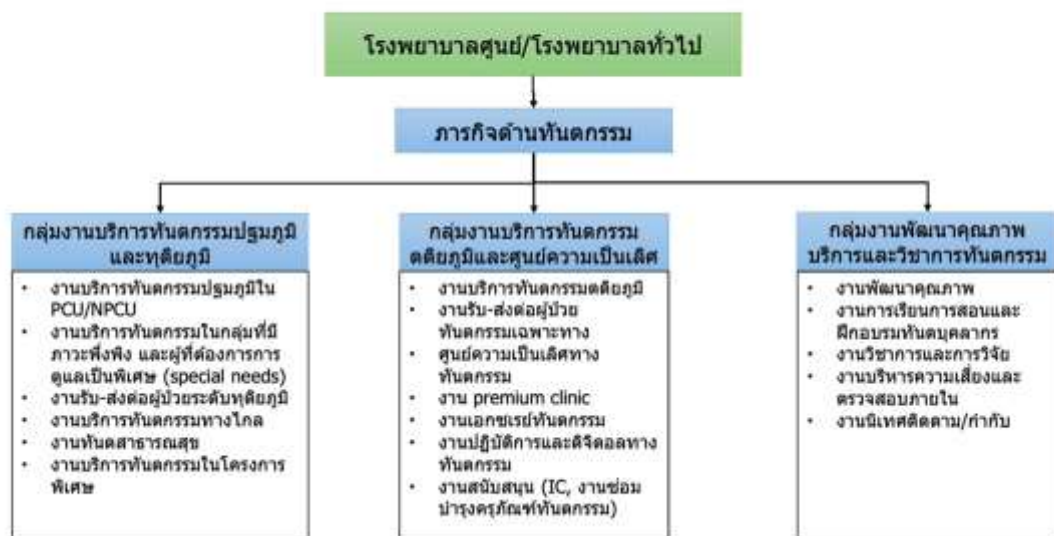 โรงพยาบาลศูนย์/โรงพยาบาลทั่วไป
ภารกิจด้านทันตกรรม
กลุ่มงานบริการทันตกรรมปฐมภูมิ
และทุติยภูมิ
• งานบริการทันตกรรมปฐมภูมิใน
PCU/NPCU
• งานบริการทันตกรรมในกลุ่มที่มี
ภาวะพึ่งพิง และผู้ที่ต้องการการ
ดูแลเป็นพิเศษ (special needs)
• งานรับ-ส่งต่อผู้ป่วยระดับทุติยภูมิ
• งานบริการทันตกรรมทางไกล
• งานทันตสาธารณสุข
• งานบริการทันตกรรมในโครงการ
พิเศษ
กลุ่มงานบริการทันตกรรม
ตติยภูมิและศูนย์ความเป็นเลิศ
• งานบริการทันตกรรมตติยภูมิ
• งานรับ-ส่งต่อผู้ป่วย
ทันตกรรมเฉพาะทาง
• ศูนย์ความเป็นเลิศทาง
ทันตกรรม
• งาน premium clinic
• งานเอกซเรย์ทันตกรรม
• งานปฏิบัติการและดิจิตอลทาง
ทันตกรรม
• งานสนับสนุน (IC, งานซ่อม
บำรุงครุภัณฑ์ทันตกรรม)
กลุ่มงานพัฒนาคุณภาพ
บริการและวิชาการทันตกรรม
• งานพัฒนาคุณภาพ
• งานการเรียนการสอนและ
ฝึกอบรมทันตบุคลากร
• งานวิชาการและการวิจัย
• งานบริหารความเสี่ยงและ
ตรวจสอบภายใน
• งานนิเทศติดตาม/กำกับ